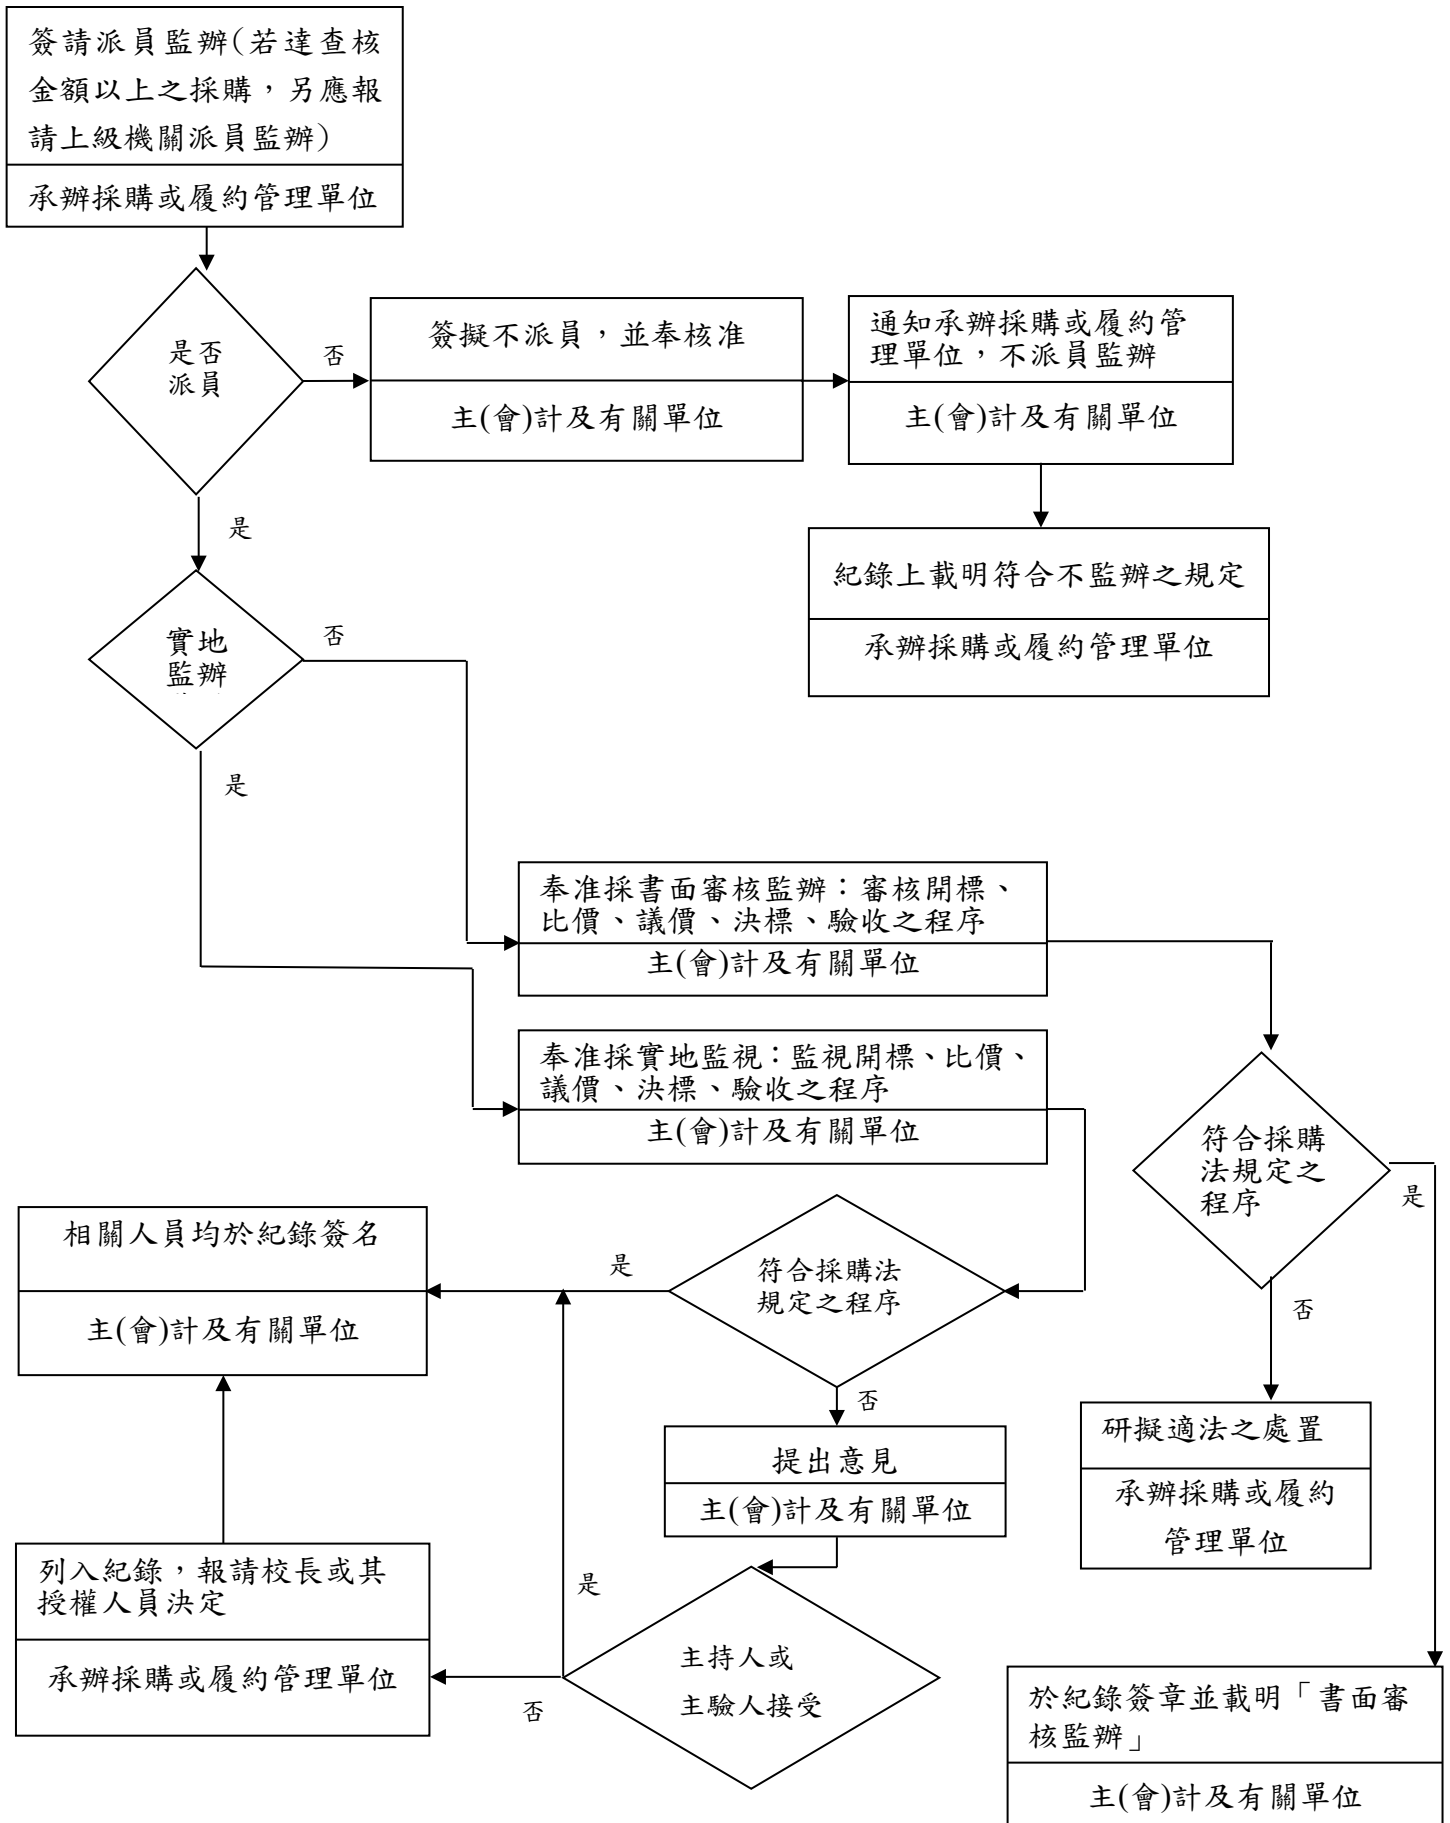 簽請派員監辦(若達查核
金額以上之採購，另應報
請上級機關派員監辦)
承辦採購或履約管理單位
是否
派員
否
簽擬不派員，並奉核准
主(會)計及有關單位
通知承辦採購或履約管
理單位，不派員監辦
主(會)計及有關單位
是
紀錄上載明符合不監辦之規定
承辦採購或履約管理單位
實地
監辦
否
是
奉准採書面審核監辦：審核開標、
比價、議價、決標、驗收之程序
主(會)計及有關單位
奉准採實地監視：監視開標、比價、
議價、決標、驗收之程序
主(會)計及有關單位
符合採購
法規定之
程序
是
否
相關人員均於紀錄簽名
主(會)計及有關單位
是
符合採購法
規定之程序
否
提出意見
主(會)計及有關單位
研擬適法之處置
承辦採購或履約
管理單位
列入紀錄，報請校長或其
授權人員決定
承辦採購或履約管理單位
是
否
主持人或
主驗人接受
於紀錄簽章並載明「書面審
核監辦」
主(會)計及有關單位